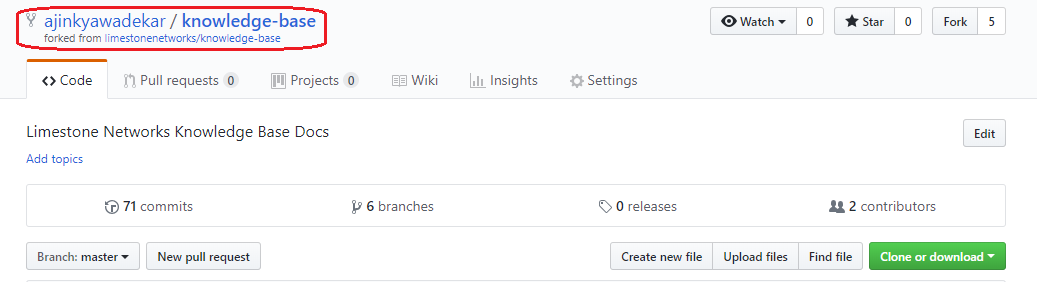 ajinkyawadekar / knowledge-base
forked from limestonenetworks/knowledge-base
Watch 0 Star 0 Fork 5
Code Pull requests 0 Projects 0 Wiki Insights Settings
Limestone Networks Knowledge Base Docs
Edit
Add topics
71 commits 6 branches 0 releases 2 contributors
Branch: master New pull request Create new file Upload files Find file Clone or download